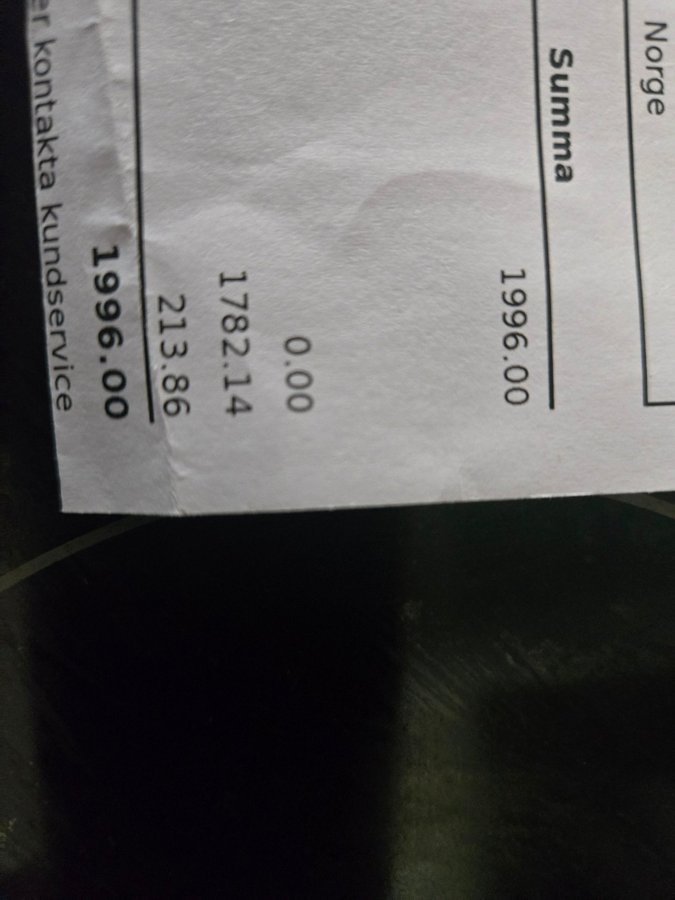 Norge
Summa
1996.00
0.00
1782.14
213.86
1996.00
kontakta kundservice